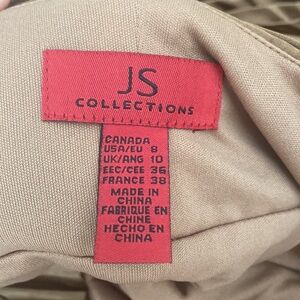 JS
COLLECTIONS
CANADA
USA/EU 8
UK/ANG 10
EEC/CEE 36
FRANCE 38
MADE IN
CHINA
FABRIQUE EN
CHINE
HECHO EN
CHINA